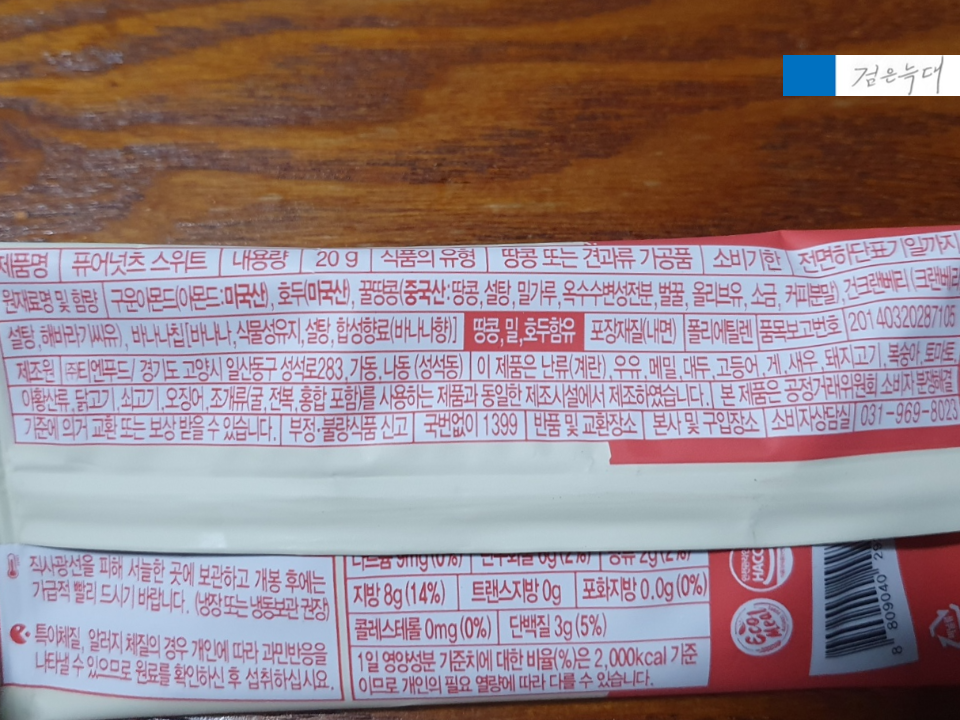 검은늑대
제품명 퓨어넛츠 스위트 내용량 20 g 식품의 유형 땅콩 또는 견과류 가공품 소비기한 전면하단표기일까지
원재료명 및 함량 구운아몬드(아몬드:미국산), 호두(미국산), 꿀땅콩(중국산:땅콩,설탕,밀가루,옥수수변성전분,벌꿀,올리브유,소금,커피분말),건크랜베리(크랜베리
설탕,해바라기씨유), 바나나칩[바나나,식물성유지,설탕,합성향료(바나나향)] 땅콩,밀,호두함유 포장재질(내면) 폴리에틸렌 품목보고번호 20140320287105
제조원 ㈜티엔푸드/ 경기도 고양시 일산동구 성석로283, 가동,나동 (성석동) 이 제품은 난류(계란), 우유, 메밀, 대두, 고등어, 게, 새우, 돼지고기, 복숭아, 토마토,
아황산류, 닭고기,쇠고기,오징어, 조개류(굴, 전복, 홍합 포함)를 사용하는 제품과 동일한 제조시설에서 제조하였습니다. 본 제품은 공정거래위원회 소비자분쟁해결
기준에 의거 교환 또는 보상 받을 수 있습니다. 부정·불량식품 신고 국번없이 1399 반품 및 교환장소 본사 및 구입장소 소비자상담실 031-969-8023
직사광선을 피해 서늘한 곳에 보관하고 개봉 후에는
가급적 빨리 드시기 바랍니다. (냉장 또는 냉동보관 권장)
특이체질, 알러지 체질의 경우 개인에 따라 과민반응을
나타낼 수 있으므로 원료를 확인하신 후 섭취하십시요.
나트륨 9mg(0%) 탄수화물 6g(2%) 당류 2g(2%)
지방 8g(14%) 트랜스지방 0g 포화지방 0.0g(0%)
콜레스테롤 0mg(0%) 단백질 3g(5%)
1일 영양성분 기준치에 대한 비율(%)은 2,000kcal 기준
이므로 개인의 필요 열량에 따라 다를 수 있습니다.
HACCP
8 809040